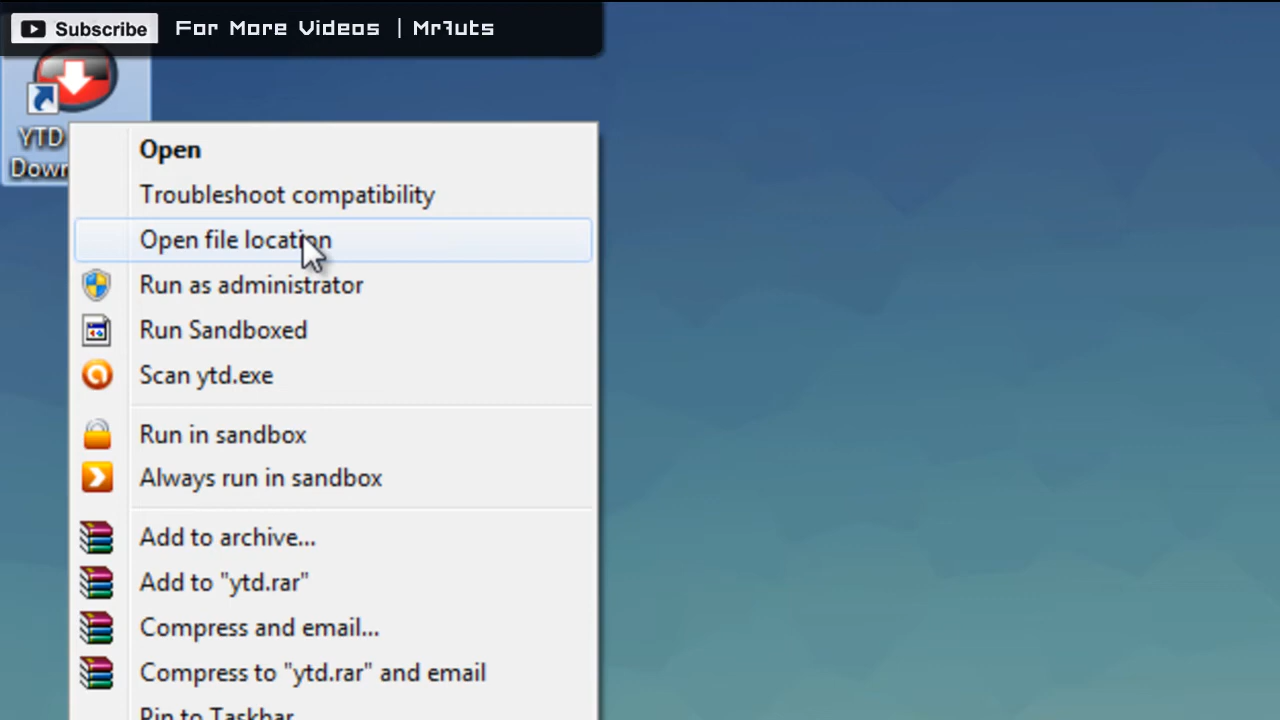 Subscribe For More Videos | Mr1uts
YTD
Down
Open
Troubleshoot compatibility
Open file location
Run as administrator
Run Sandboxed
Scan ytd.exe
Run in sandbox
Always run in sandbox
Add to archive...
Add to "ytd.rar"
Compress and email...
Compress to "ytd.rar" and email
Pin to Taskbar